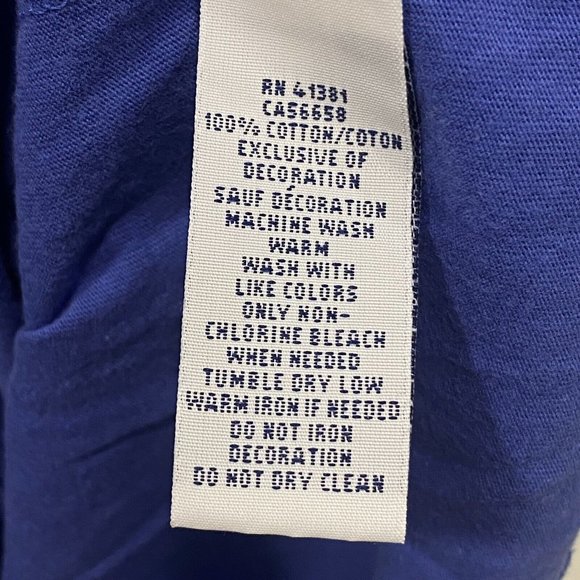 RN 41381
CA56658
100% COTTON/COTON
EXCLUSIVE OF
DECORATION
SAUF DÉCORATION
MACHINE WASH
WARM
WASH WITH
LIKE COLORS
ONLY NON-
CHLORINE BLEACH
WHEN NEEDED
TUMBLE DRY LOW
WARM IRON IF NEEDED
DO NOT IRON
DECORATION
DO NOT DRY CLEAN